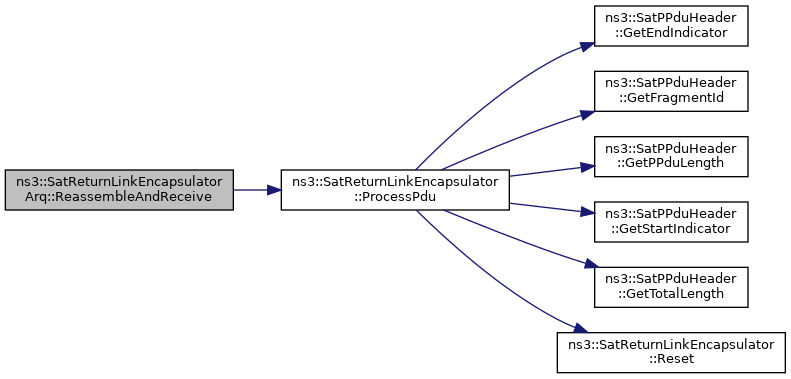 ns3::SatReturnLinkEncapsulator
Arq::ReassembleAndReceive
ns3::SatReturnLinkEncapsulator
::ProcessPdu
ns3::SatPPduHeader
::GetEndIndicator
ns3::SatPPduHeader
::GetFragmentId
ns3::SatPPduHeader
::GetPPduLength
ns3::SatPPduHeader
::GetStartIndicator
ns3::SatPPduHeader
::GetTotalLength
ns3::SatReturnLinkEncapsulator
::Reset